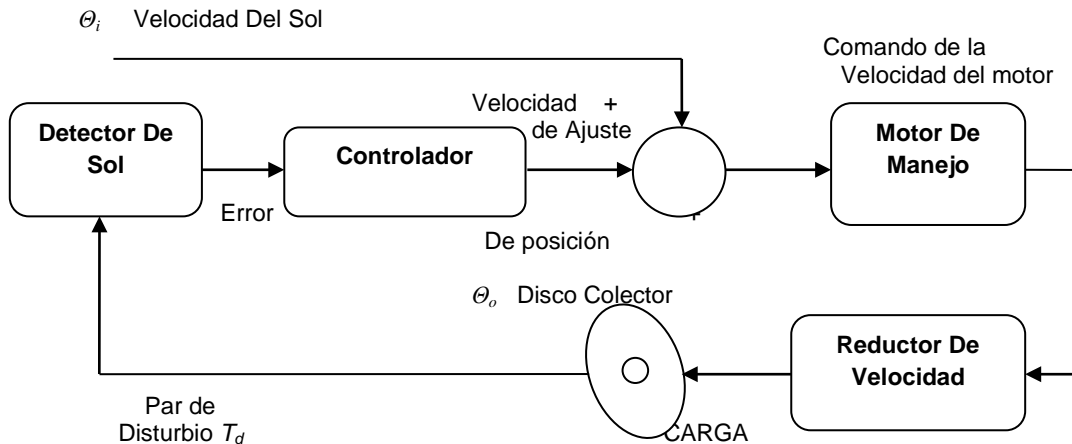 Θi Velocidad Del Sol
Comando de la
Velocidad del motor
Velocidad +
de Ajuste
Detector De
Sol
Controlador
Motor De
Manejo
Error
De posición
Θo Disco Colector
Reductor De
Velocidad
Par de
Disturbio Td
CARGA